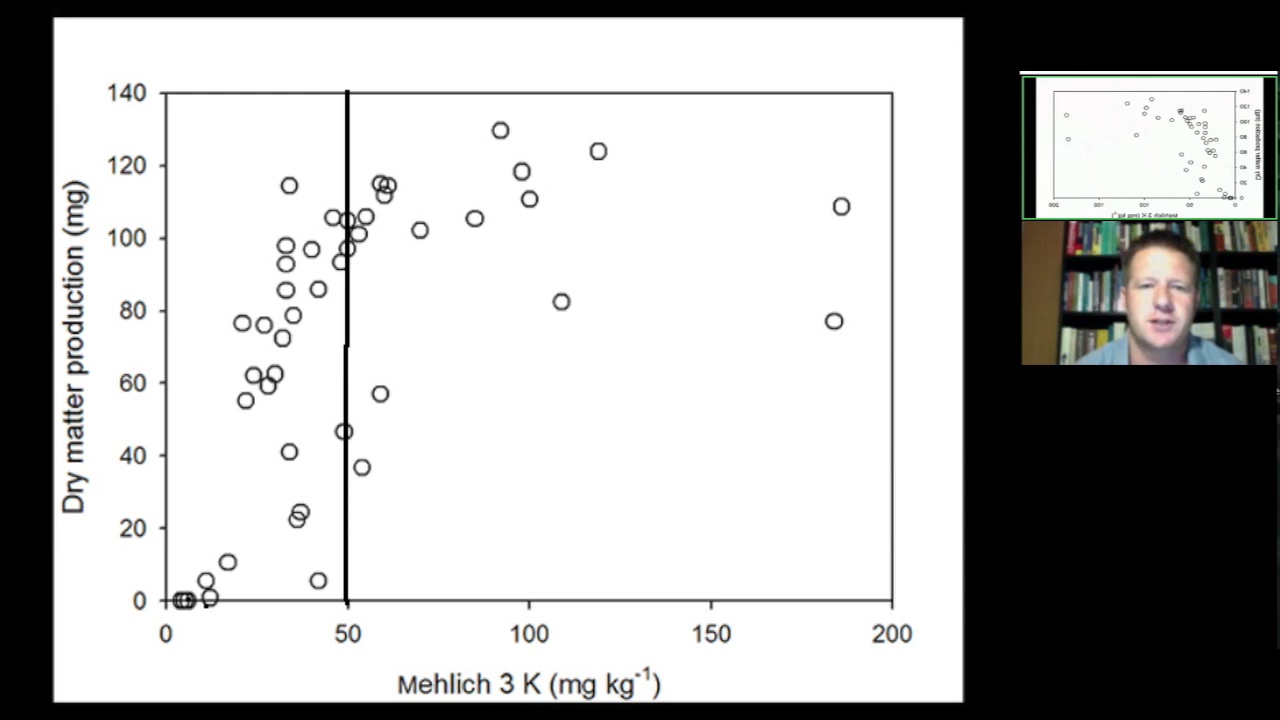 140
120
100
80
60
40
20
0
Dry matter production (mg)
0 50 100 150 200
Mehlich 3 K (mg kg-1)